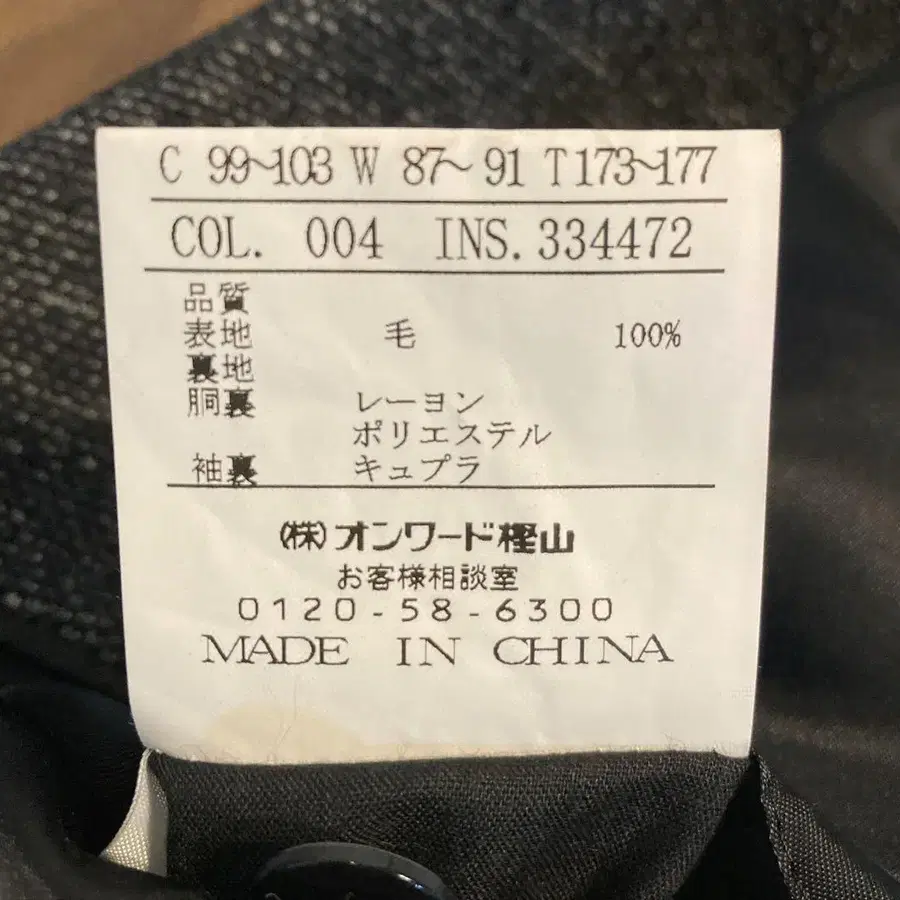 C 99~103 W 87~ 91 T173~177
COL. 004 INS. 334472
品質
表地 毛 100%
裏地
胴裏 レーヨン
ポリエステル
袖裏 キュプラ
(株)オンワード樫山
お客様相談室
0120-58-6300
MADE IN CHINA